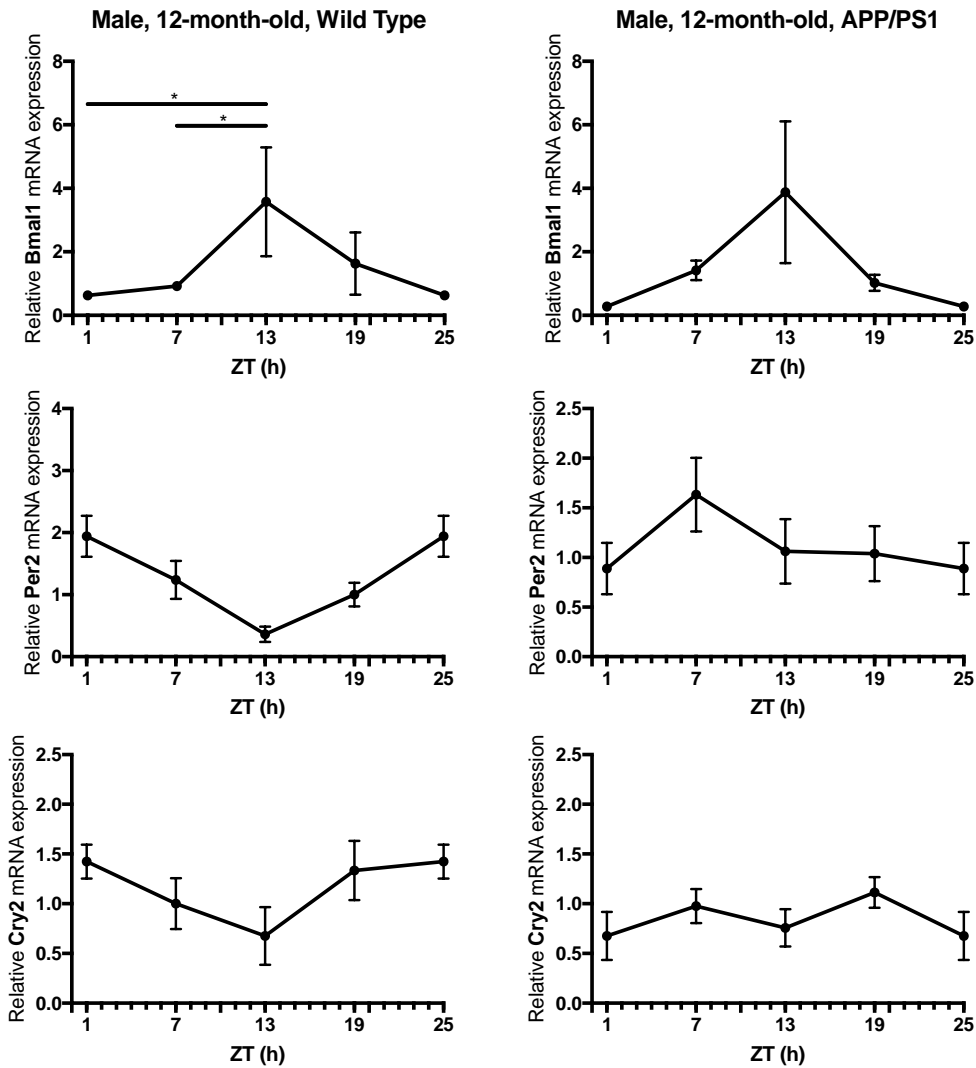 Male, 12-month-old, Wild Type
Male, 12-month-old, APP/PS1
Relative Bmal1 mRNA expression
8
6
4
2
0
*
*
1 7 13 19 25
ZT (h)
Relative Bmal1 mRNA expression
8
6
4
2
0
1 7 13 19 25
ZT (h)
Relative Per2 mRNA expression
4
3
2
1
0
1 7 13 19 25
ZT (h)
Relative Per2 mRNA expression
2.5
2.0
1.5
1.0
0.5
0.0
1 7 13 19 25
ZT (h)
Relative Cry2 mRNA expression
2.5
2.0
1.5
1.0
0.5
0.0
1 7 13 19 25
ZT (h)
Relative Cry2 mRNA expression
2.5
2.0
1.5
1.0
0.5
0.0
1 7 13 19 25
ZT (h)